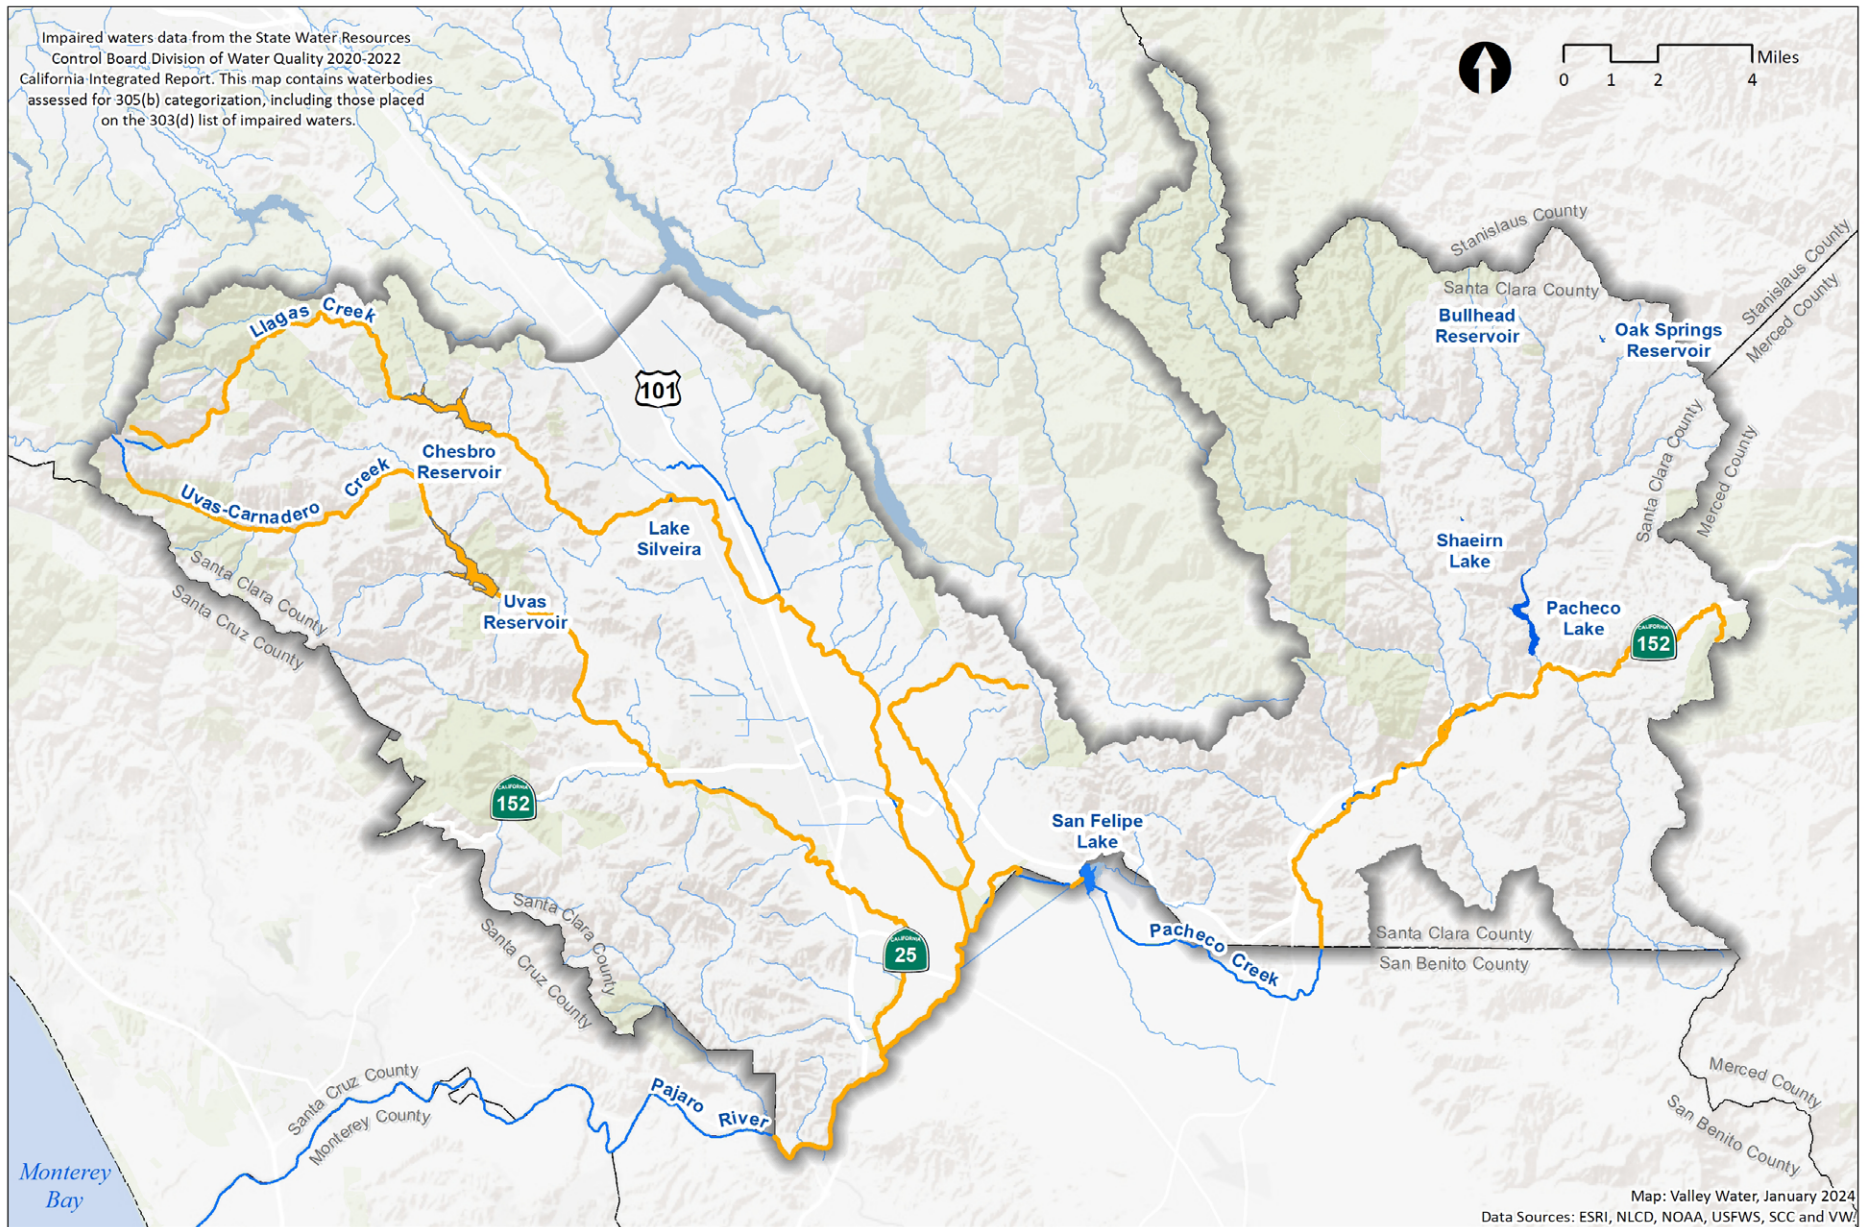 Impaired waters data from the State Water Resources
Control Board Division of Water Quality 2020-2022
California Integrated Report. This map contains waterbodies
assessed for 305(b) categorization, including those placed
on the 303(d) list of impaired waters.
Miles
0 1 2 4
Stanislaus County
Santa Clara County
Stanislaus County
Merced County
Bullhead
Reservoir
Oak Springs
Reservoir
Llagas Creek
101
Chesbro
Reservoir
Uvas-Carnadero Creek
Lake
Silveira
Santa Clara County
Merced County
Shaeirn
Lake
Santa Clara County
Santa Cruz County
Uvas
Reservoir
Pacheco
Lake
CALIFORNIA
152
CALIFORNIA
152
San Felipe
Lake
Santa Clara County
Santa Cruz County
CALIFORNIA
25
Pacheco Creek
Santa Clara County
San Benito County
Santa Cruz County
Monterey County
Pajaro River
Merced County
San Benito County
Monterey
Bay
Map: Valley Water, January 2024
Data Sources: ESRI, NLCD, NOAA, USFWS, SCC and VW